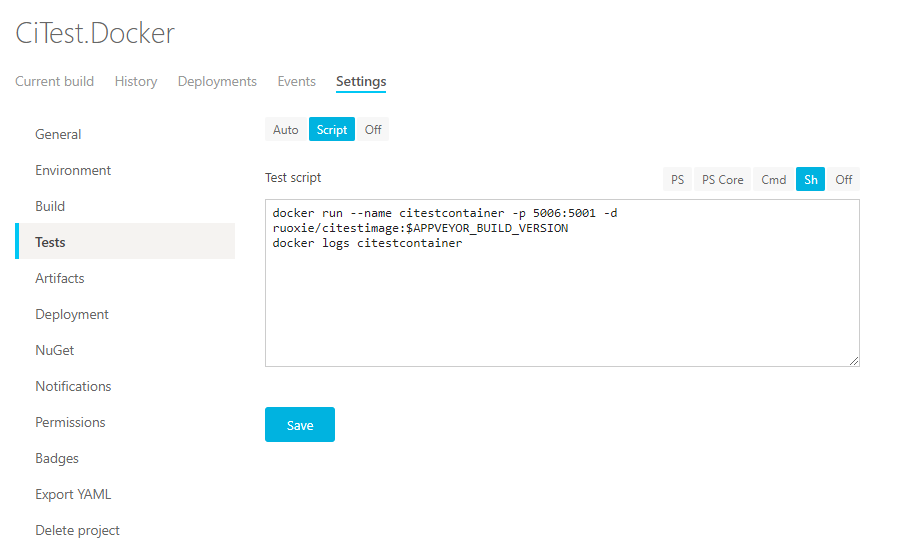 CiTest.Docker
Current build History Deployments Events Settings
General
Environment
Build
Tests
Artifacts
Deployment
NuGet
Notifications
Permissions
Badges
Export YAML
Delete project
Auto Script Off
Test script
PS PS Core Cmd Sh Off
docker run --name citestcontainer -p 5006:5001 -d
ruoxie/citestimage:$APPVEYOR_BUILD_VERSION
docker logs citestcontainer
Save